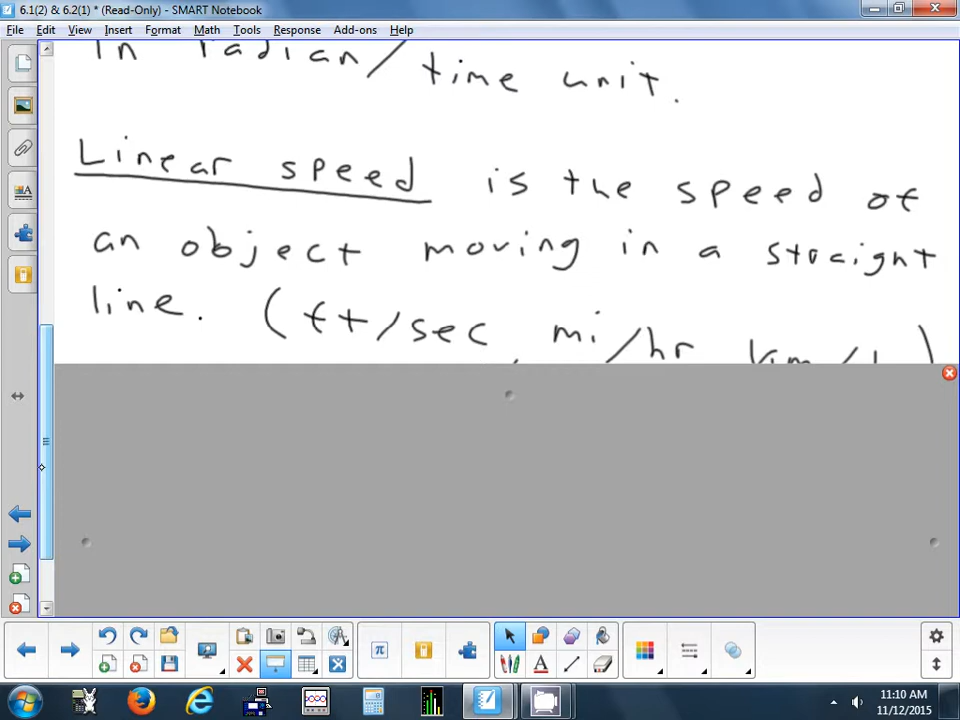 6.1(2) & 6.2(1) * (Read-Only) - SMART Notebook
File Edit View Insert Format Math Tools Response Add-ons Help
in radian/time unit.
Linear speed is the speed of
an object moving in a straight
line. (ft/sec, mi/hr km/h)
11:10 AM
11/12/2015